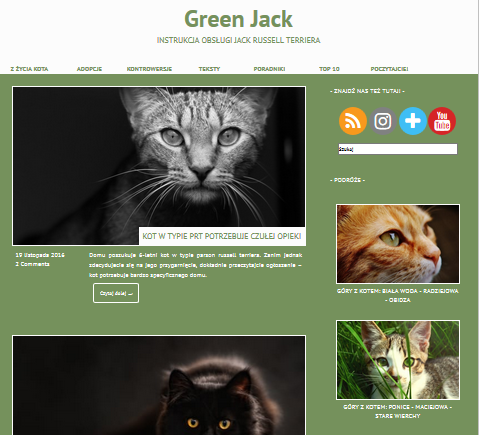 Green Jack
INSTRUKCJA OBSŁUGI JACK RUSSELL TERRIERA
Z ŻYCIA KOTA
ADOPCJE
KONTROWERSJE
TEKSTY
PORADNIKI
TOP 10
POCZYTAJCIE!
- ZNAJDŹ NAS TEŻ TUTAJ! -
You
Tube
Szukaj
KOT W TYPIE PRT POTRZEBUJE CZUŁEJ OPIEKI
19 listopada 2016
2 Comments
Domu poszukuje 6-letni kot w typie parson russell terriera. Zanim jednak
zdecydujecie się na jego przygarnięcie, dokładnie przeczytajcie ogłoszenie –
kot potrzebuje bardzo specyficznego domu.
Czytaj dalej →
- PODRÓŻE -
GÓRY Z KOTEM: BIAŁA WODA - RADZIEJOWA
- OBIDZA
GÓRY Z KOTEM: PONICE - MACIEJOWA -
STARE WIERCHY